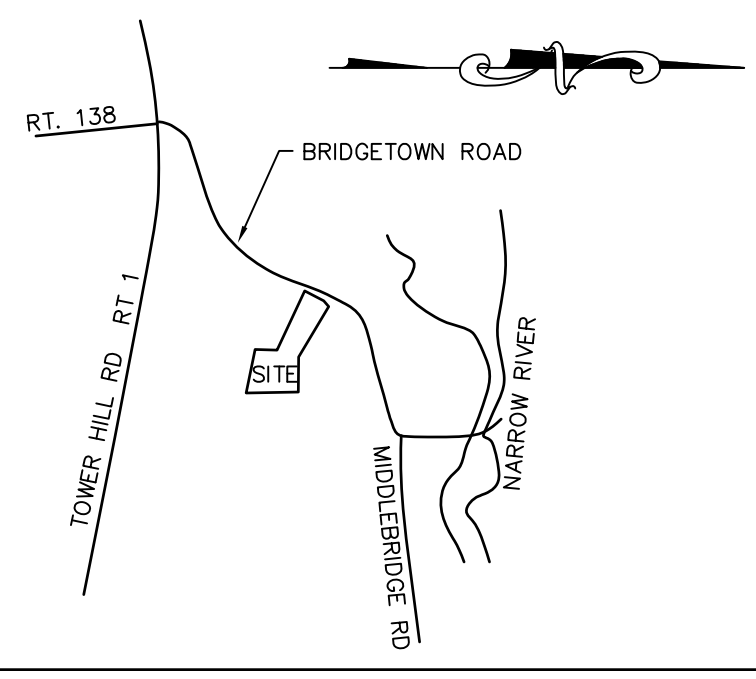 RT. 138
BRIDGETOWN ROAD
TOWER HILL RD RT 1
SITE
NARROW RIVER
MIDDLEBRIDGE RD